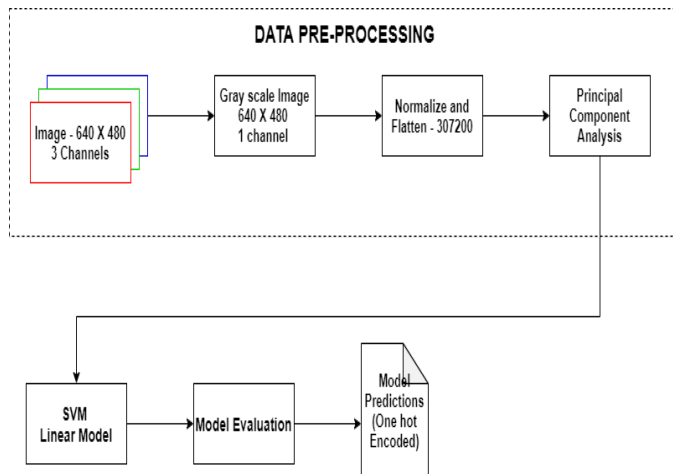 DATA PRE-PROCESSING
Image - 640 X 480
3 Channels
Gray scale Image
640 X 480
1 channel
Normalize and
Flatten - 307200
Principal
Component
Analysis
SVM
Linear Model
Model Evaluation
Model
Predictions
(One hot
Encoded)